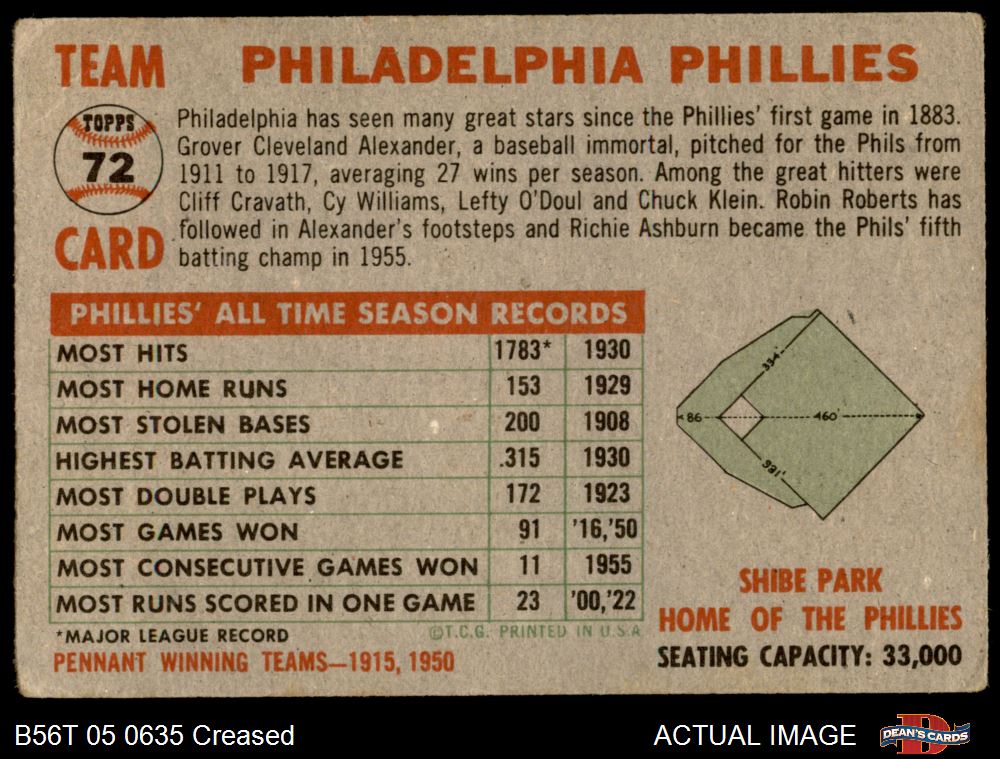 TEAM
PHILADELPHIA PHILLIES
TOPPS
72
CARD
Philadelphia has seen many great stars since the Phillies' first game in 1883.
Grover Cleveland Alexander, a baseball immortal, pitched for the Phils from
1911 to 1917, averaging 27 wins per season. Among the great hitters were
Cliff Cravath, Cy Williams, Lefty O'Doul and Chuck Klein. Robin Roberts has
followed in Alexander's footsteps and Richie Ashburn became the Phils' fifth
batting champ in 1955.
PHILLIES' ALL TIME SEASON RECORDS
MOST HITS 1783* 1930
MOST HOME RUNS 153 1929
MOST STOLEN BASES 200 1908
HIGHEST BATTING AVERAGE .315 1930
MOST DOUBLE PLAYS 172 1923
MOST GAMES WON 91 '16,'50
MOST CONSECUTIVE GAMES WON 11 1955
MOST RUNS SCORED IN ONE GAME 23 '00,'22
*MAJOR LEAGUE RECORD
©T.C.G. PRINTED IN U.S.A
PENNANT WINNING TEAMS—1915, 1950
334'
86
460'
331'
SHIBE PARK
HOME OF THE PHILLIES
SEATING CAPACITY: 33,000
B56T 05 0635 Creased
ACTUAL IMAGE
D
DEAN'S CARDS